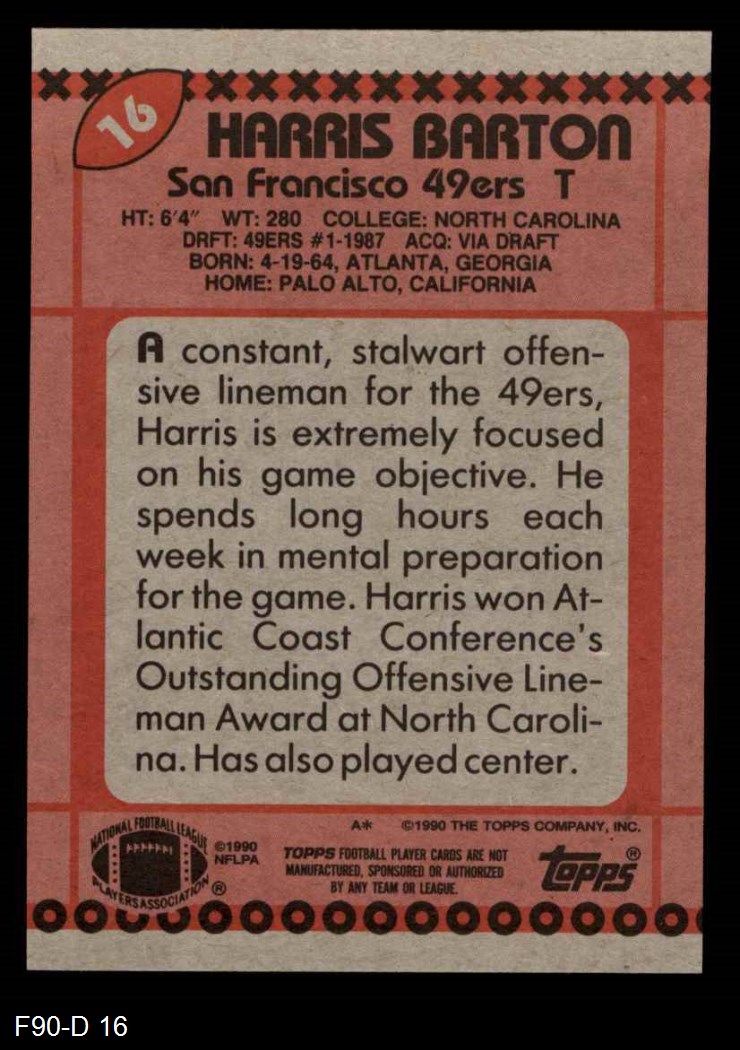 16
HARRIS BARTON
San Francisco 49ers T
HT: 6'4" WT: 280 COLLEGE: NORTH CAROLINA
DRFT: 49ERS #1-1987 ACQ: VIA DRAFT
BORN: 4-19-64, ATLANTA, GEORGIA
HOME: PALO ALTO, CALIFORNIA
A constant, stalwart offen-
sive lineman for the 49ers,
Harris is extremely focused
on his game objective. He
spends long hours each
week in mental preparation
for the game. Harris won At-
lantic Coast Conference's
Outstanding Offensive Line-
man Award at North Caroli-
na. Has also played center.
A* ©1990 THE TOPPS COMPANY, INC.
NATIONAL FOOTBALL LEAGUE
PLAYERS ASSOCIATION ®
©1990
NFLPA
TOPPS FOOTBALL PLAYER CARDS ARE NOT
MANUFACTURED, SPONSORED OR AUTHORIZED
BY ANY TEAM OR LEAGUE.
topps ®
F90-D 16